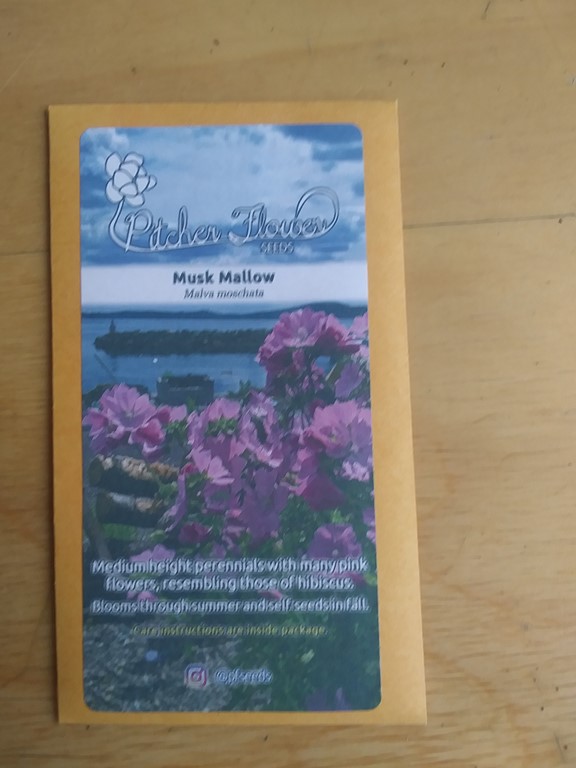 Pitcher Flower
SEEDS
Musk Mallow
Malva moschata
Medium height perennials with many pink
flowers, resembling those of hibiscus.
Blooms through summer and self seeds in fall.
Care instructions are inside package.
@pfseeds